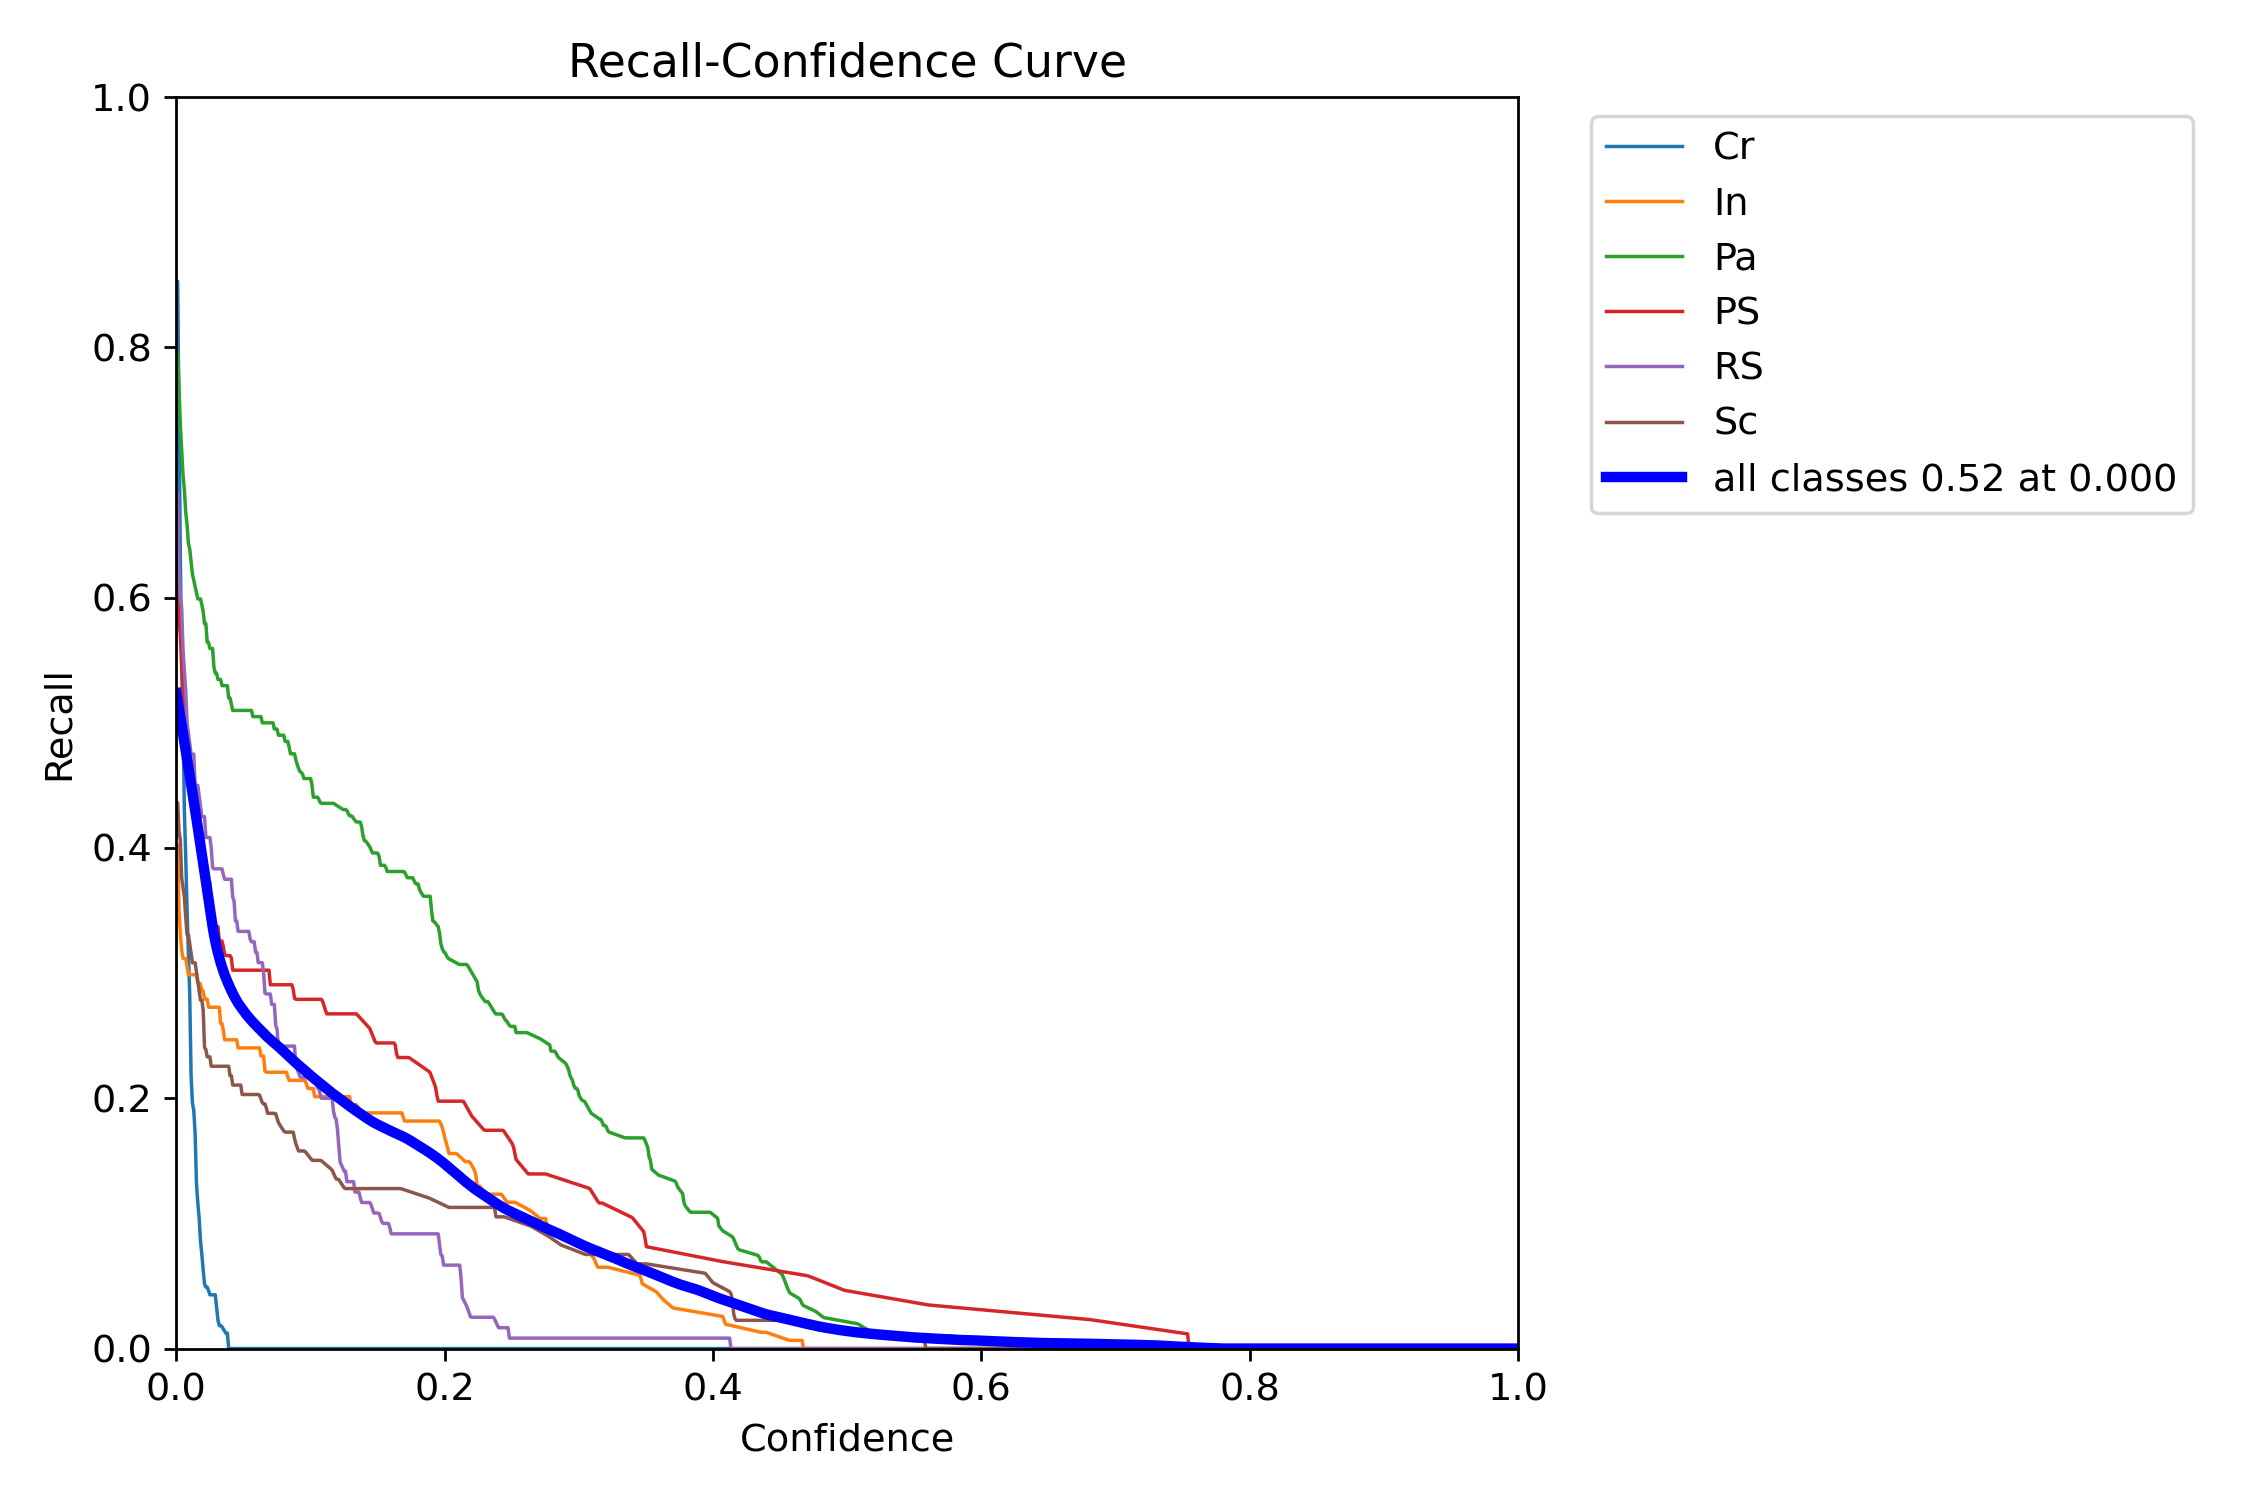 Recall-Confidence Curve
1.0
0.8
0.6
0.4
0.2
0.0
Recall
0.0 0.2 0.4 0.6 0.8 1.0
Confidence
Cr
In
Pa
PS
RS
Sc
all classes 0.52 at 0.000